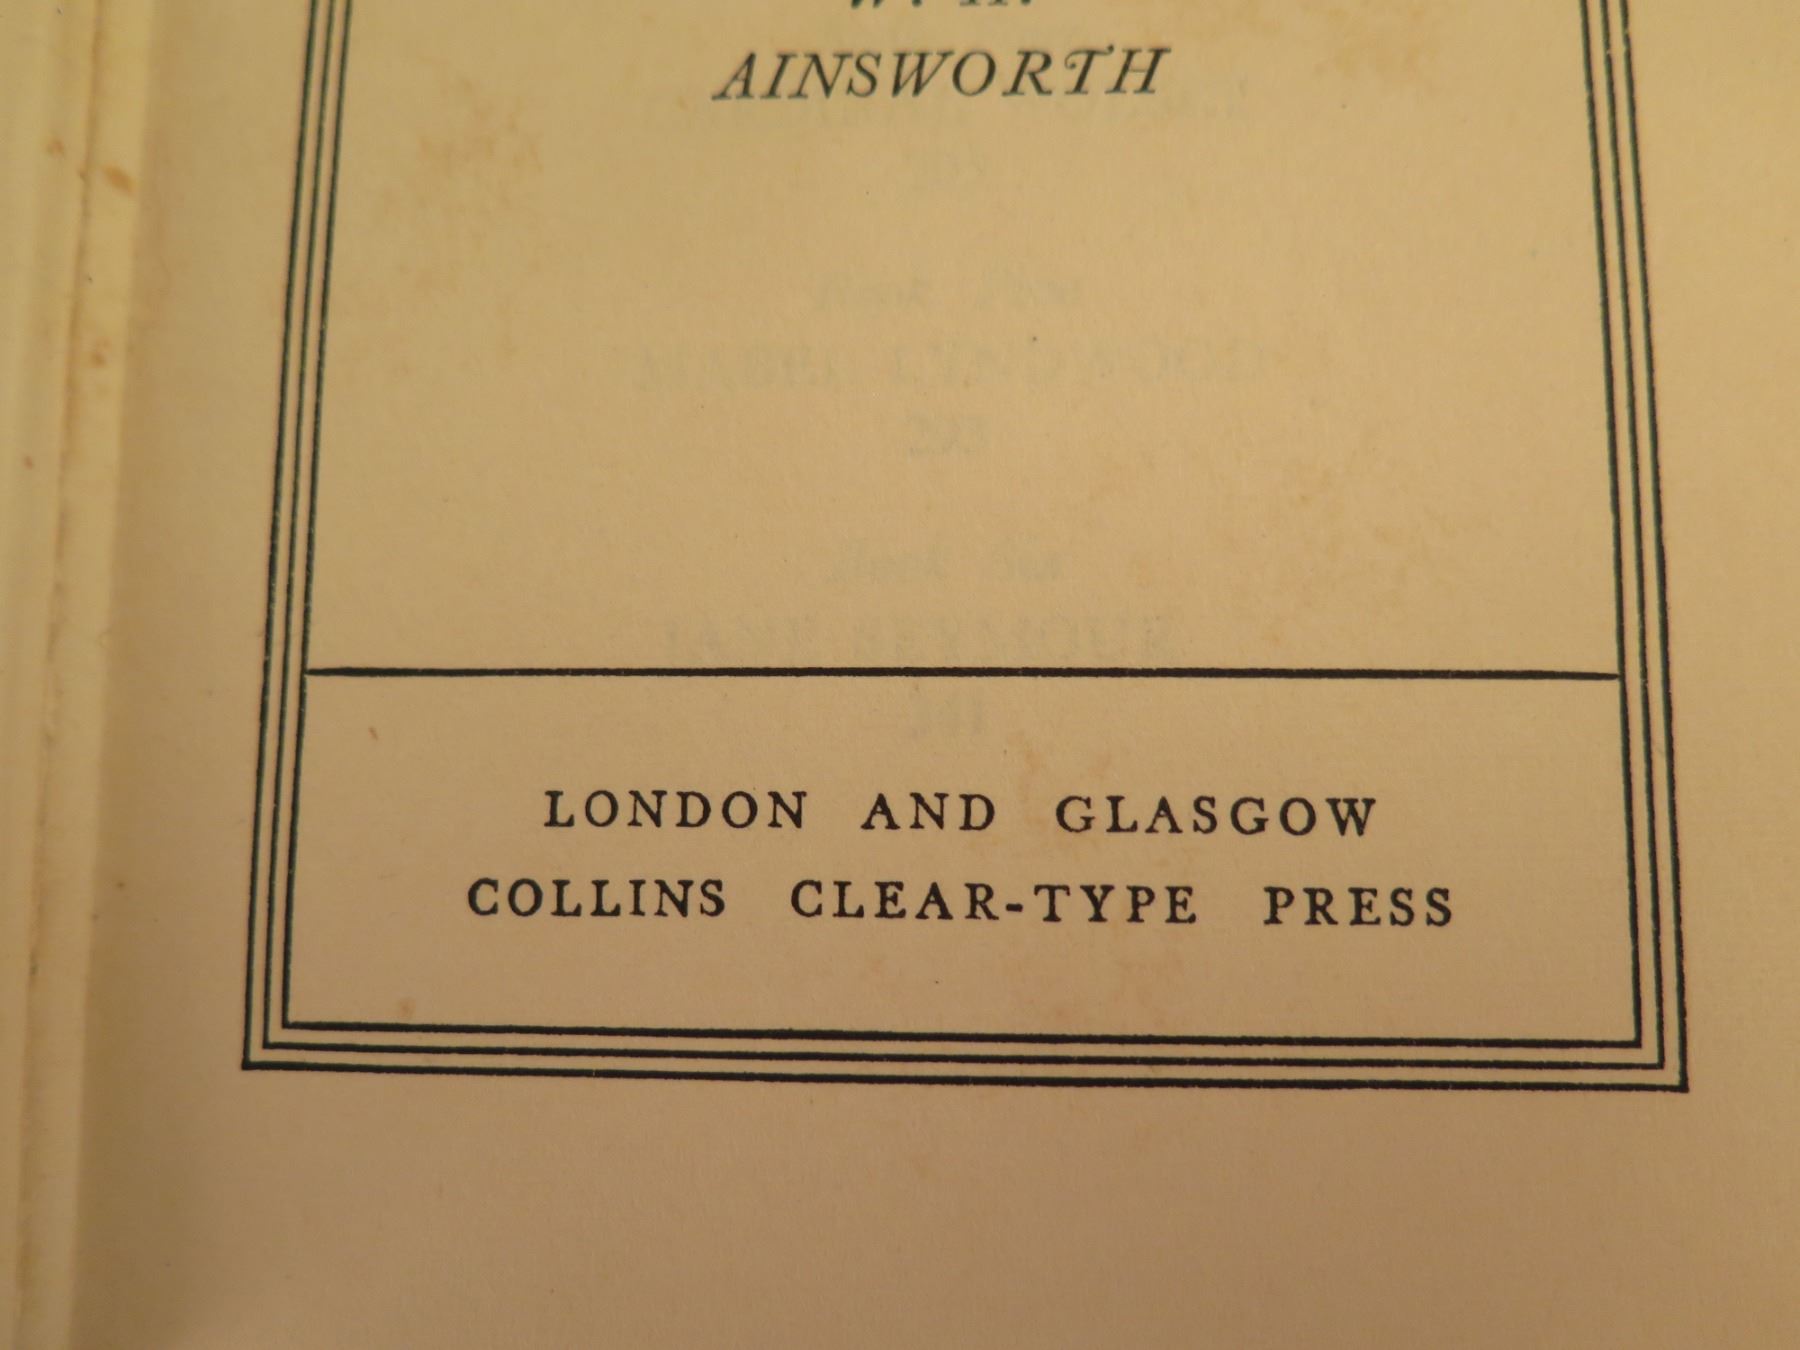 W. H.
AINSWORTH
LONDON AND GLASGOW
COLLINS CLEAR-TYPE PRESS